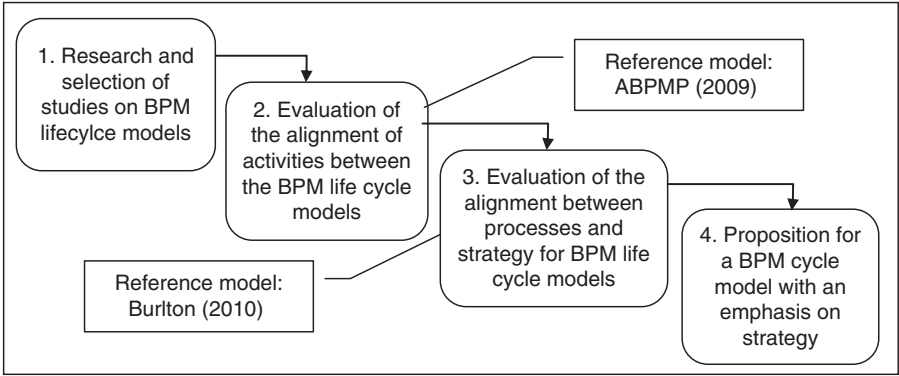 1. Research and
selection of
studies on BPM
lifecylce models
2. Evaluation of
the alignment of
activities between
the BPM life cycle
models
Reference model:
ABPMP (2009)
3. Evaluation of the
alignment between
processes and
strategy for BPM life
cycle models
Reference model:
Burlton (2010)
4. Proposition for
a BPM cycle
model with an
emphasis on
strategy